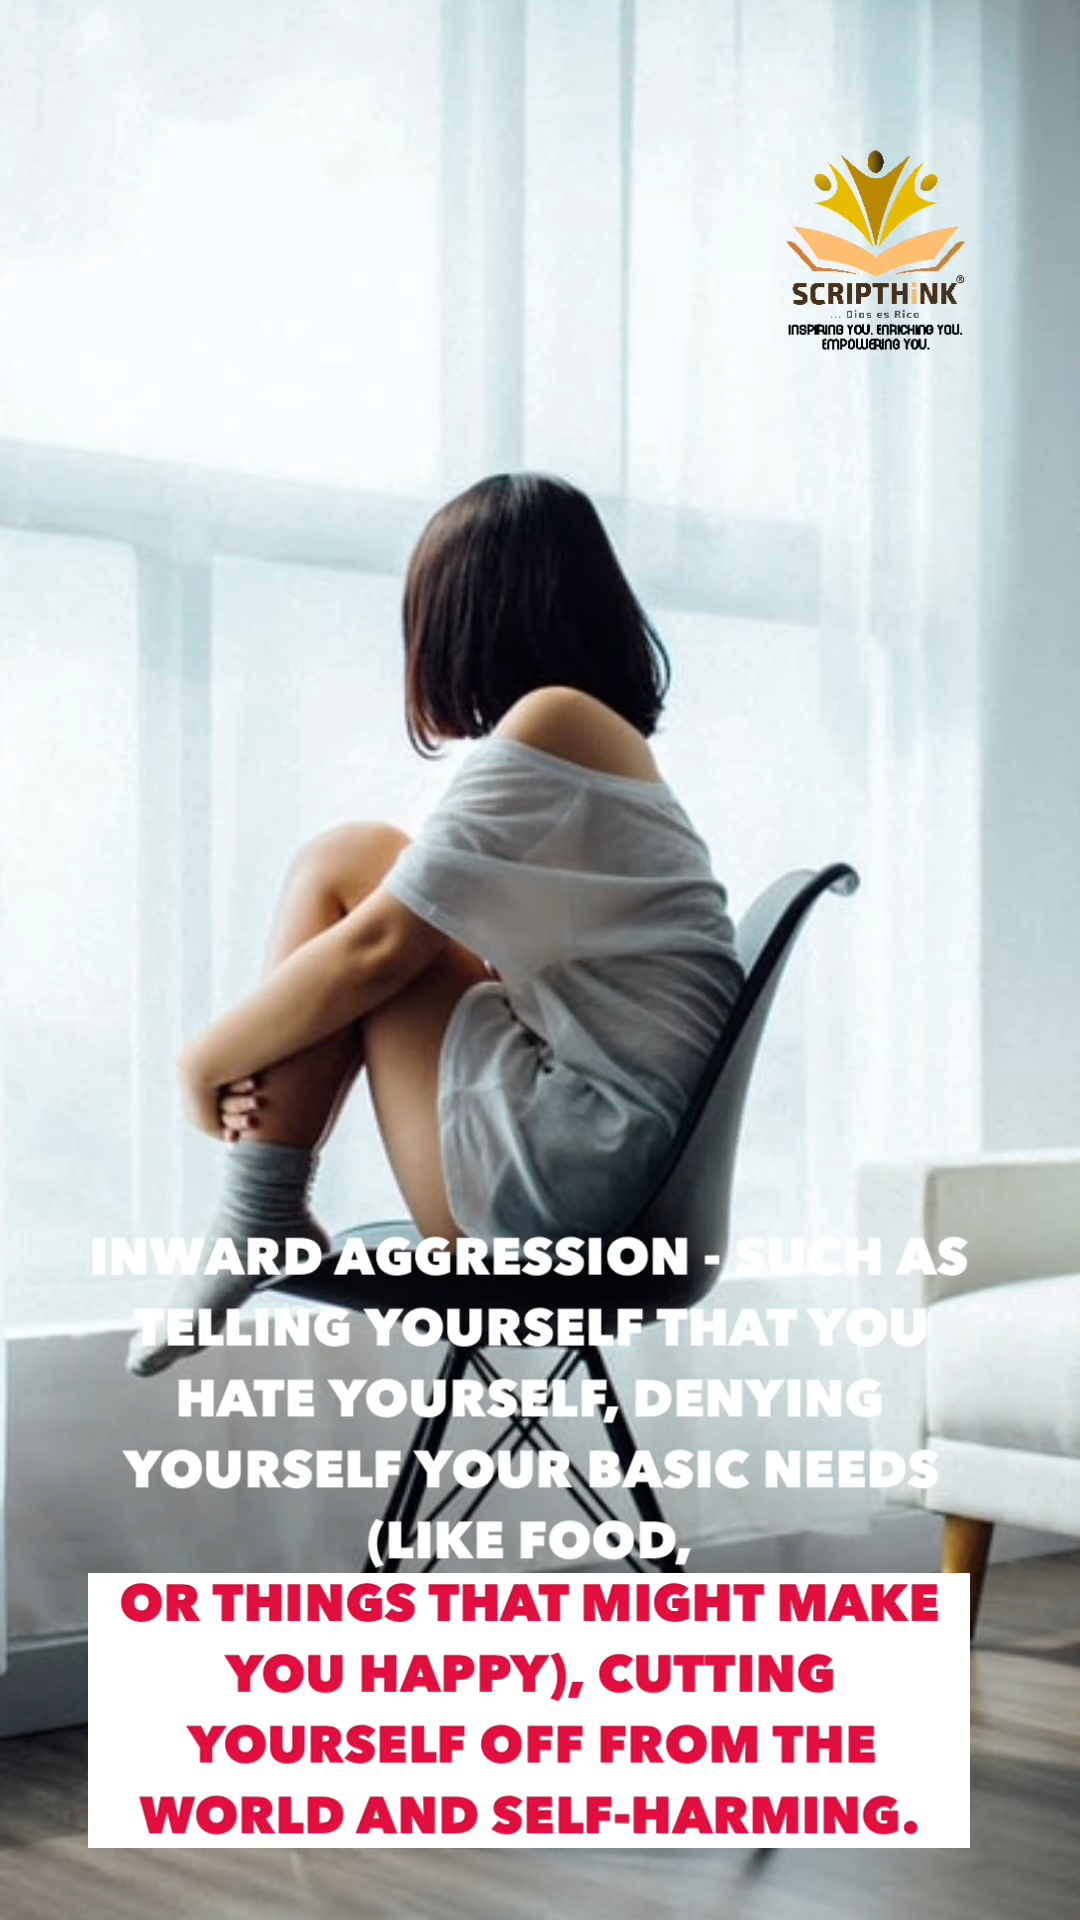 SCRIPTHiNK®
... Dios es Rico
INSPIRING YOU. ENRICHING YOU.
EMPOWERING YOU.
INWARD AGGRESSION - SUCH AS
TELLING YOURSELF THAT YOU
HATE YOURSELF, DENYING
YOURSELF YOUR BASIC NEEDS
(LIKE FOOD,
OR THINGS THAT MIGHT MAKE
YOU HAPPY), CUTTING
YOURSELF OFF FROM THE
WORLD AND SELF-HARMING.